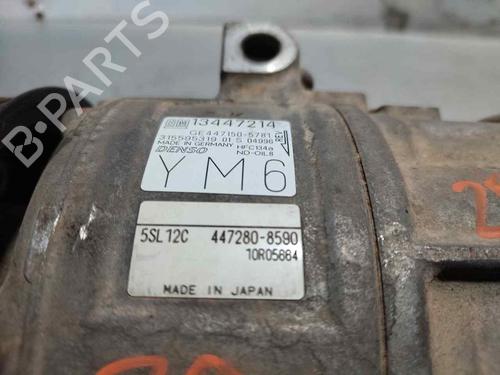 GM 13447214
GE447150-5781
315595319 01 S 04996
MADE IN GERMANY HFC134a
DENSO ND-OIL8
YM6
5SL12C 447280-8590
10R05664
MADE IN JAPAN
B-PARTS